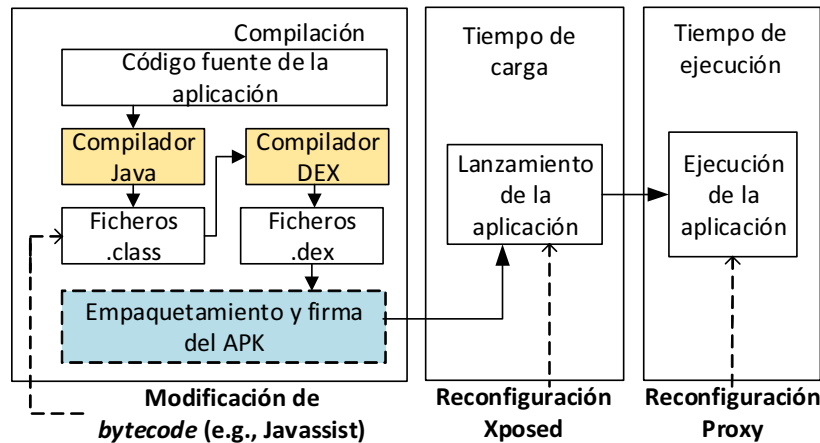 Compilación
Código fuente de la
aplicación
Compilador
Java
Compilador
DEX
Ficheros
.class
Ficheros
.dex
Empaquetamiento y firma
del APK
Modificación de
bytecode (e.g., Javassist)
Tiempo de
carga
Lanzamiento
de la
aplicación
Reconfiguración
Xposed
Tiempo de
ejecución
Ejecución
de la
aplicación
Reconfiguración
Proxy